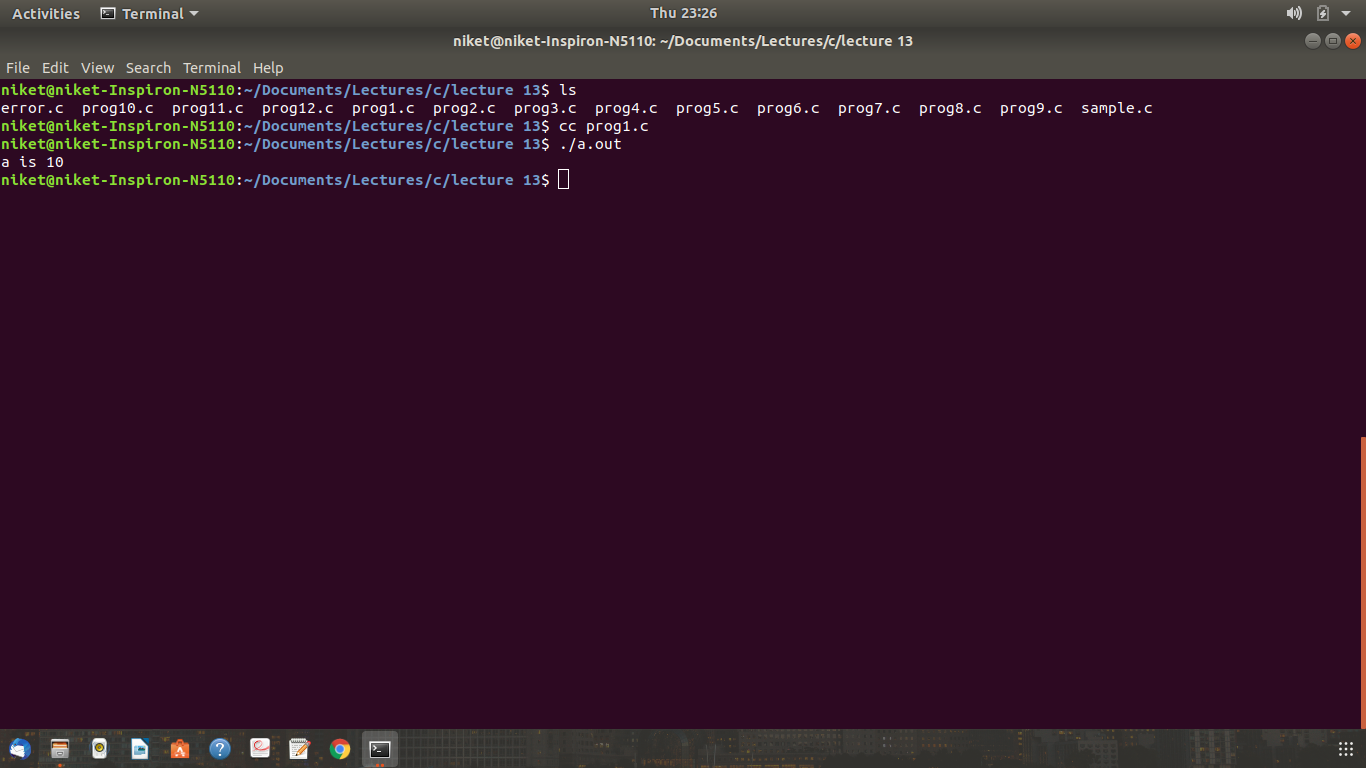 Activities Terminal Thu 23:26
niket@niket-Inspiron-N5110: ~/Documents/Lectures/c/lecture 13
File Edit View Search Terminal Help
niket@niket-Inspiron-N5110:~/Documents/Lectures/c/lecture 13$ ls
error.c prog10.c prog11.c prog12.c prog1.c prog2.c prog3.c prog4.c prog5.c prog6.c prog7.c prog8.c prog9.c sample.c
niket@niket-Inspiron-N5110:~/Documents/Lectures/c/lecture 13$ cc prog1.c
niket@niket-Inspiron-N5110:~/Documents/Lectures/c/lecture 13$ ./a.out
a is 10
niket@niket-Inspiron-N5110:~/Documents/Lectures/c/lecture 13$